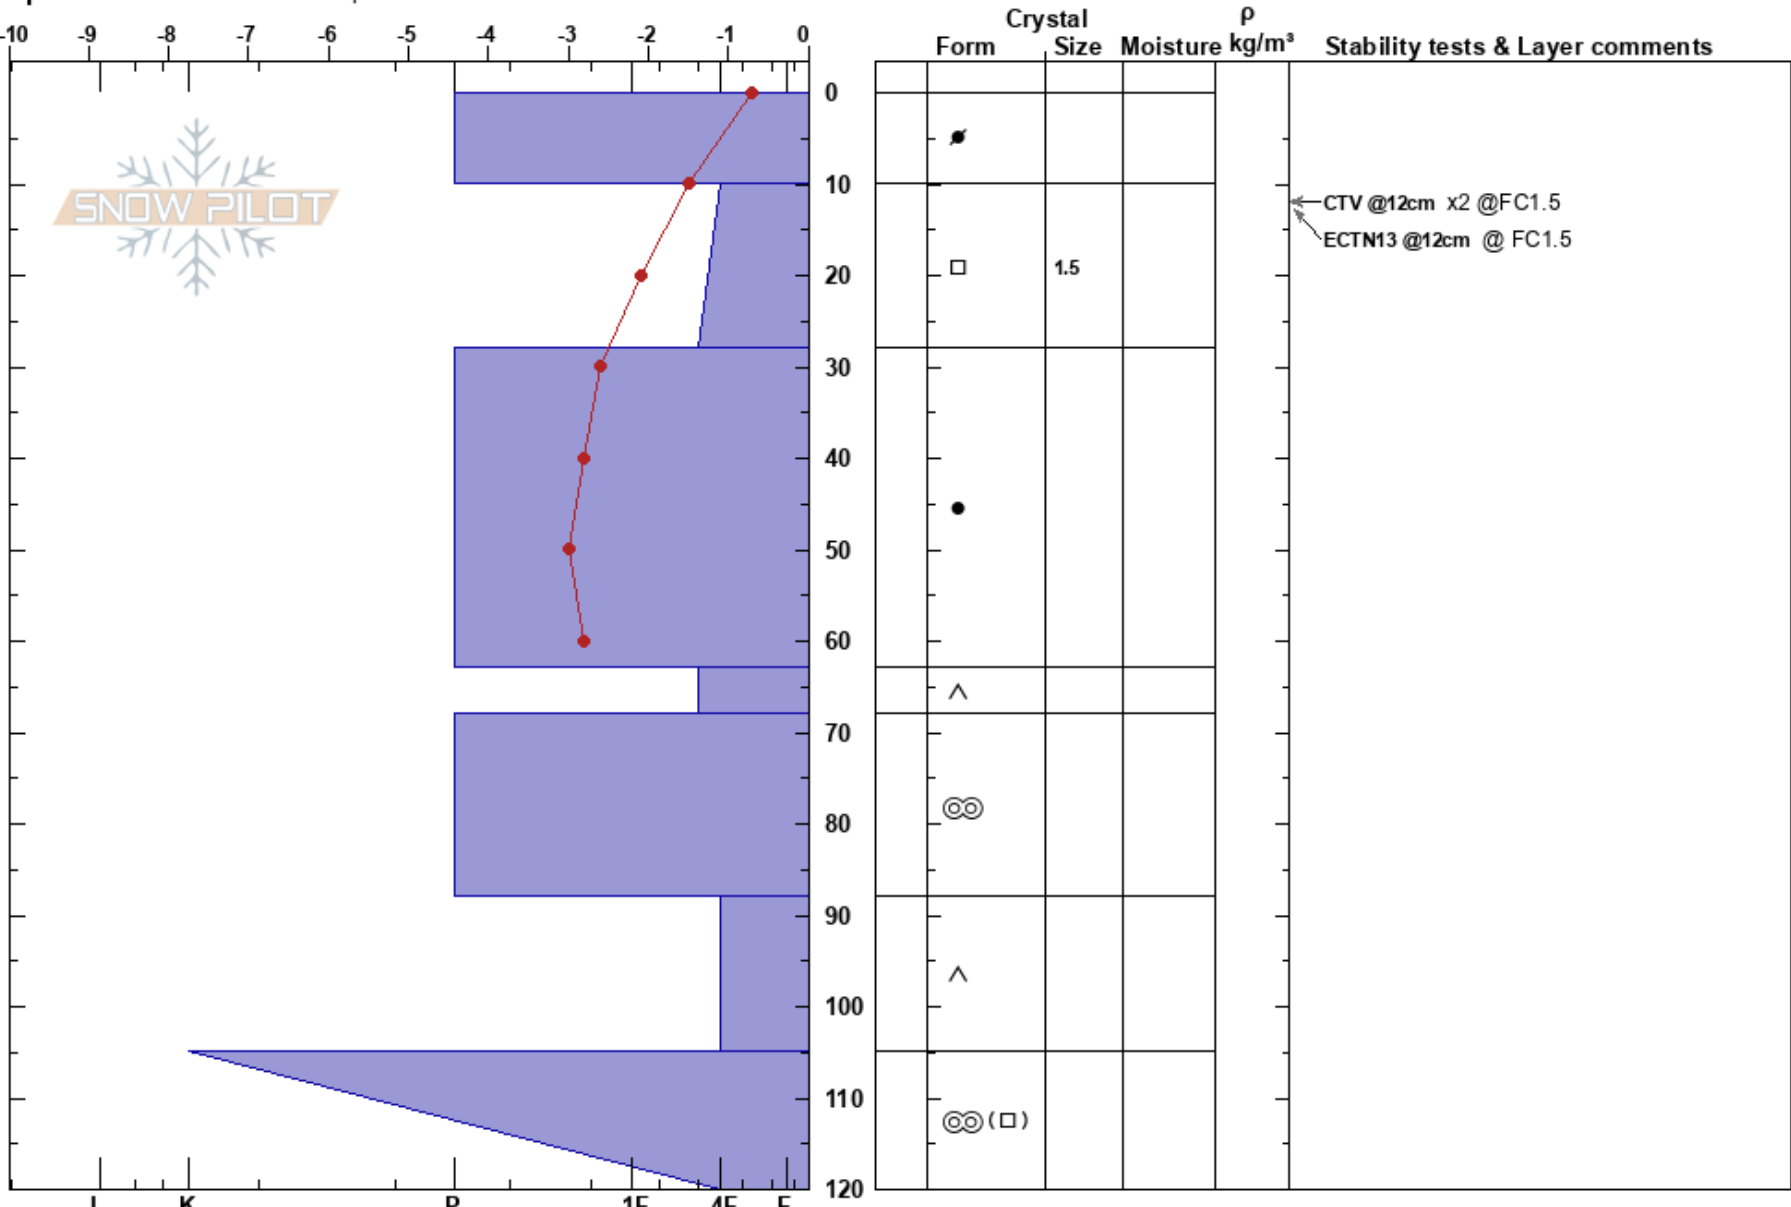 Crystal ρ
-10 -9 -8 -7 -6 -5 -4 -3 -2 -1 0 Form Size Moisture kg/m³ Stability tests & Layer comments
0
SNOW PILOT
10
CTV @12cm x2 @FC1.5
ECTN13 @12cm @ FC1.5
1.5
20
30
40
50
60
70
80
90
100
110
( )
120
I K P 1F 4F F